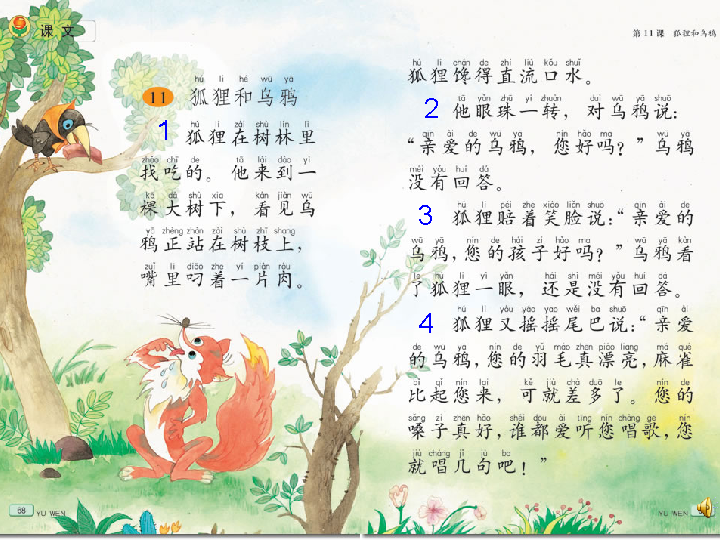 课文
11 狐狸和乌鸦
1 狐狸在树林里
找吃的。他来到一
棵大树下，看见乌
鸦正站在树枝上，
嘴里叼着一片肉。
68 YU WEN
第11课 狐狸和乌鸦
狐狸馋得直流口水。
2 他眼珠一转，对乌鸦说：
“亲爱的乌鸦，您好吗？”乌鸦
没有回答。
3 狐狸赔着笑脸说：“亲爱的
乌鸦，您的孩子好吗？”乌鸦看
了狐狸一眼，还是没有回答。
4 狐狸又摇摇尾巴说：“亲爱
的乌鸦，您的羽毛真漂亮，麻雀
比起您来，可就差多了。您的
嗓子真好，谁都爱听您唱歌，您
就唱几句吧！”
YU WEN